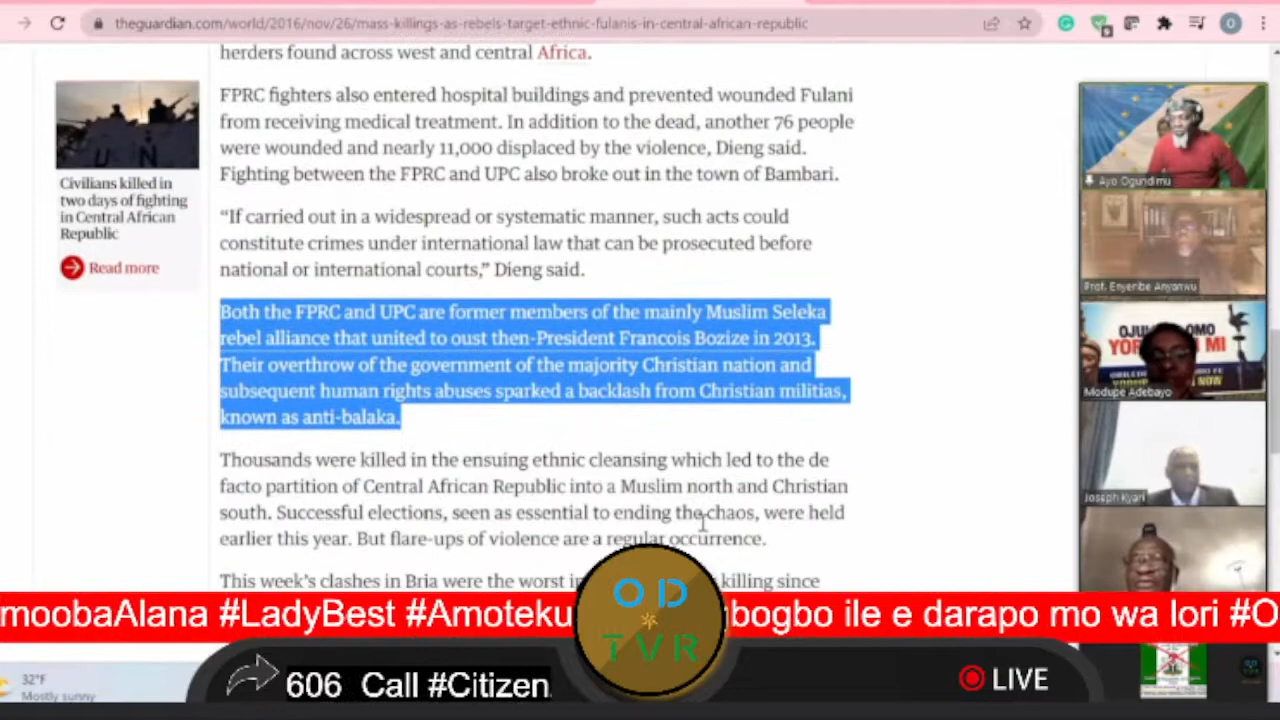 theguardian.com/world/2016/nov/26/mass-killings-as-rebels-target-ethnic-fulanis-in-central-african-republic
herders found across west and central Africa.
FPRC fighters also entered hospital buildings and prevented wounded Fulani
from receiving medical treatment. In addition to the dead, another 76 people
were wounded and nearly 11,000 displaced by the violence, Dieng said.
Fighting between the FPRC and UPC also broke out in the town of Bambari.
UN
Civilians killed in
two days of fighting
in Central African
Republic
Read more
“If carried out in a widespread or systematic manner, such acts could
constitute crimes under international law that can be prosecuted before
national or international courts,” Dieng said.
Both the FPRC and UPC are former members of the mainly Muslim Seleka
rebel alliance that united to oust then-President Francois Bozize in 2013.
Their overthrow of the government of the majority Christian nation and
subsequent human rights abuses sparked a backlash from Christian militias,
known as anti-balaka.
Thousands were killed in the ensuing ethnic cleansing which led to the de
facto partition of Central African Republic into a Muslim north and Christian
south. Successful elections, seen as essential to ending the chaos, were held
earlier this year. But flare-ups of violence are a regular occurrence.
This week's clashes in Bria were the worst killing since
Ayo Ogundimu
Prof. Enyeribe Anyanwu
OMO
YOR MI
NOW
Modupe Adebayo
Joseph Kyari
moobaAlana #LadyBest #Amoteku gbogbo ile e darapo mo wa lori #O
OD
TVR
32°F
Mostly sunny
606 Call #Citizen
LIVE